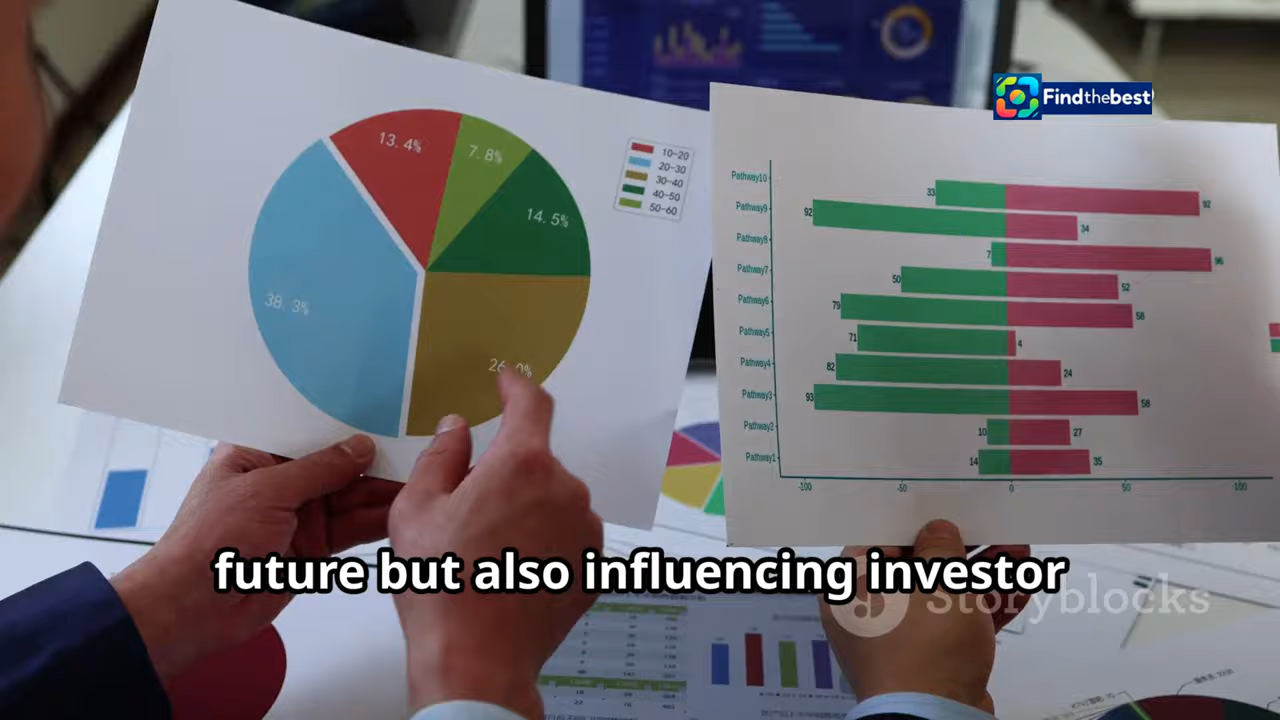 Findthebest
13.4%
7.8%
14.5%
38.3%
26.0%
10-20
20-30
30-40
40-50
50-60
Pathway10
33
92
Pathway9
92
34
Pathway8
7
96
Pathway7
50
52
Pathway6
79
58
Pathway5
71
4
Pathway4
82
24
Pathway3
93
58
Pathway2
10
27
Pathway1
14
35
-100
-50
0
50
100
future but also influencing investor
Storyblocks